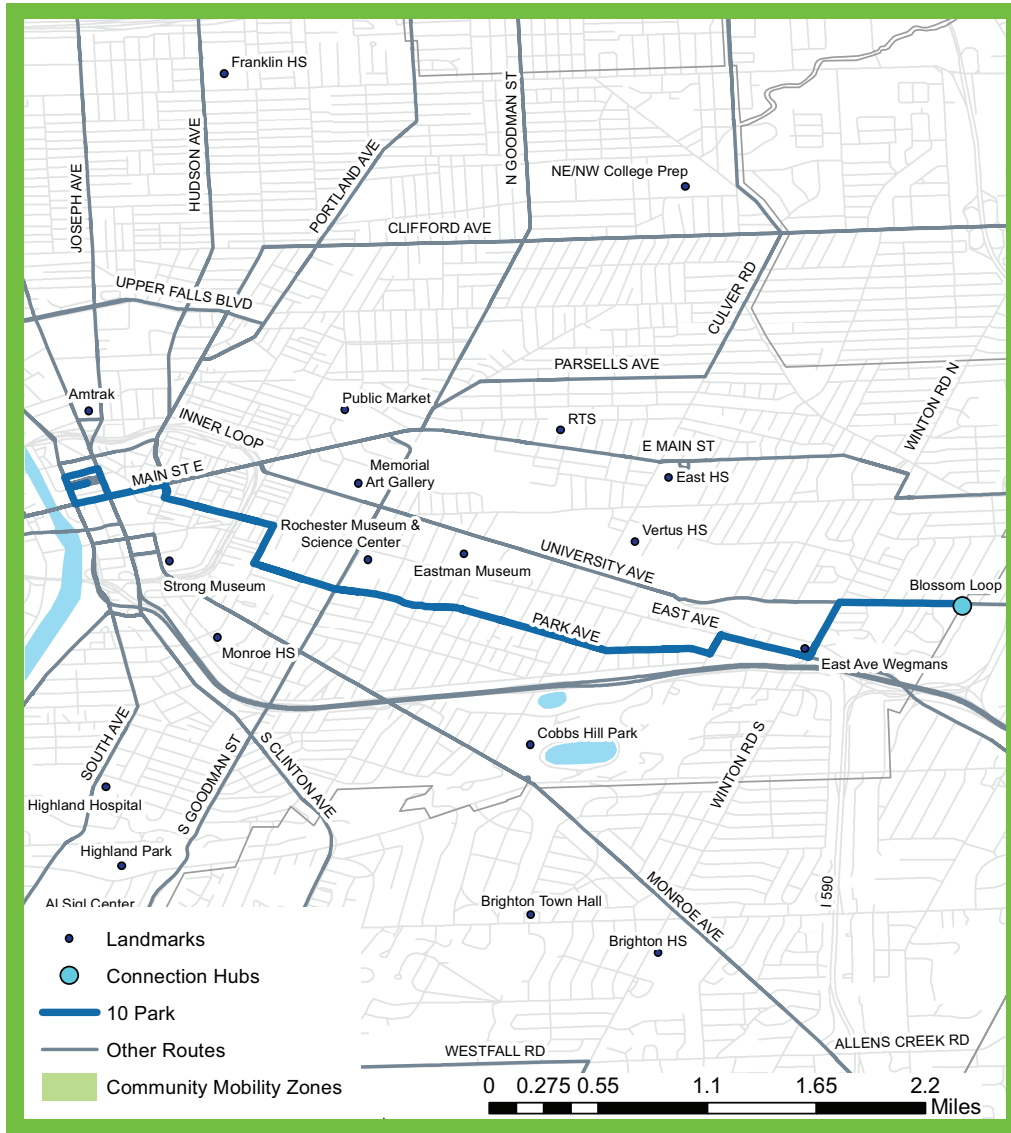 Franklin HS
JOSEPH AVE
HUDSON AVE
PORTLAND AVE
N GOODMAN ST
NE/NW College Prep
CLIFFORD AVE
UPPER FALLS BLVD
CULVER RD
PARSELLS AVE
WINTON RD N
Amtrak
Public Market
INNER LOOP
RTS
E MAIN ST
MAIN ST E
Memorial
Art Gallery
East HS
Rochester Museum &
Science Center
Vertus HS
Eastman Museum
UNIVERSITY AVE
Strong Museum
Blossom Loop
EAST AVE
PARK AVE
Monroe HS
East Ave Wegmans
Cobbs Hill Park
SOUTH AVE
S GOODMAN ST
S CLINTON AVE
WINTON RD S
Highland Hospital
Highland Park
I 590
MONROE AVE
Al Sigl Center
Brighton Town Hall
Brighton HS
Landmarks
Connection Hubs
10 Park
Other Routes
Community Mobility Zones
WESTFALL RD
ALLENS CREEK RD
0 0.275 0.55 1.1 1.65 2.2
Miles